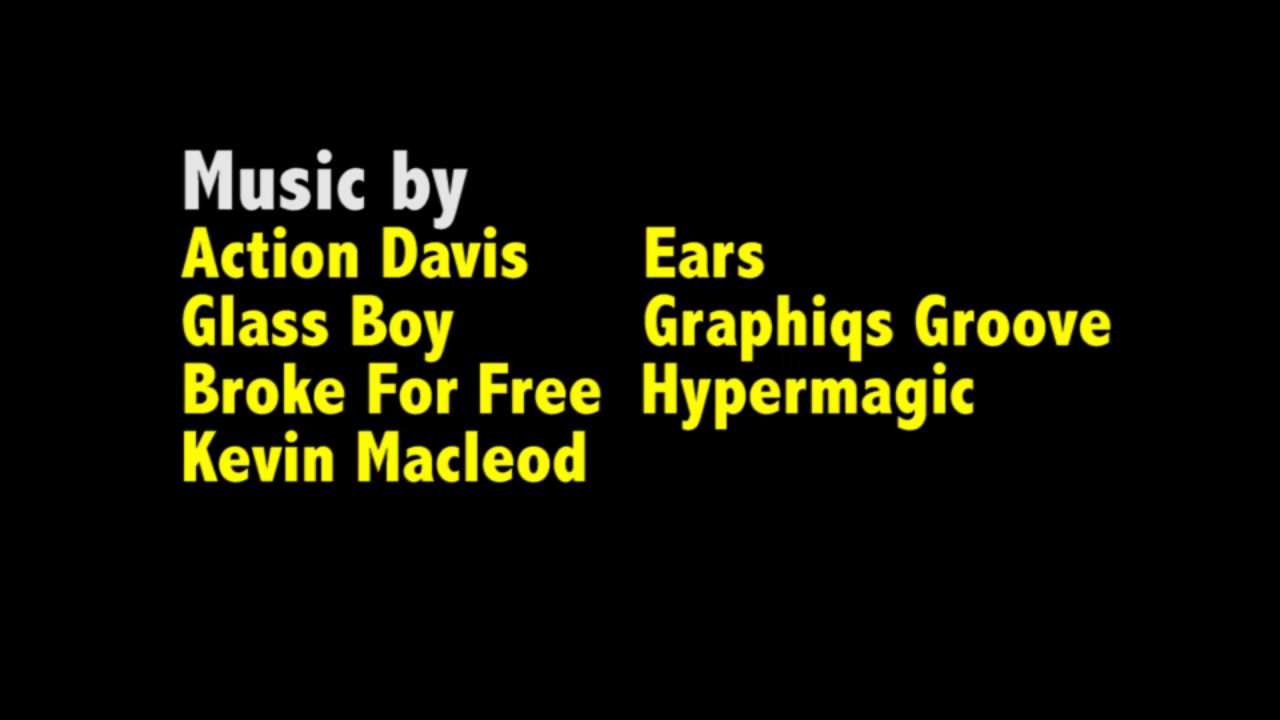 Music by
Action Davis
Glass Boy
Broke For Free
Kevin Macleod
Ears
Graphiqs Groove
Hypermagic